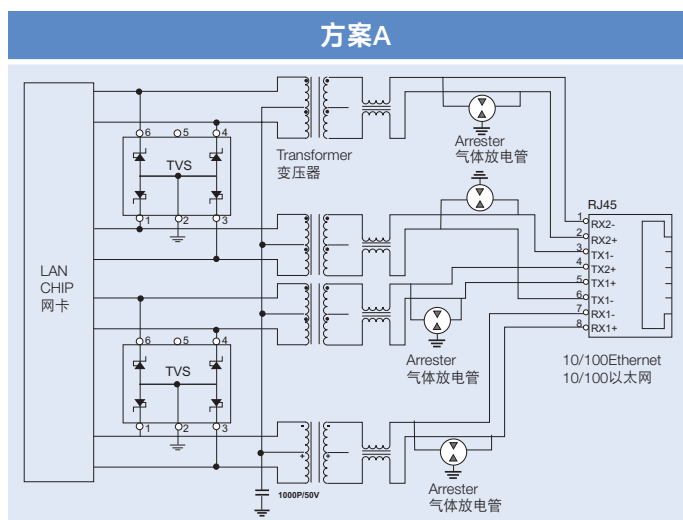 方案A
6
5
4
TVS
1
2
3
Transformer
变压器
Arrester
气体放电管
RJ45
1
RX2-
2
RX2+
3
TX1-
4
TX2+
5
TX1+
6
TX1-
7
RX1-
8
RX1+
LAN
CHIP
网卡
6
5
4
TVS
1
2
3
Arrester
气体放电管
10/100Ethernet
10/100以太网
1000P/50V
Arrester
气体放电管